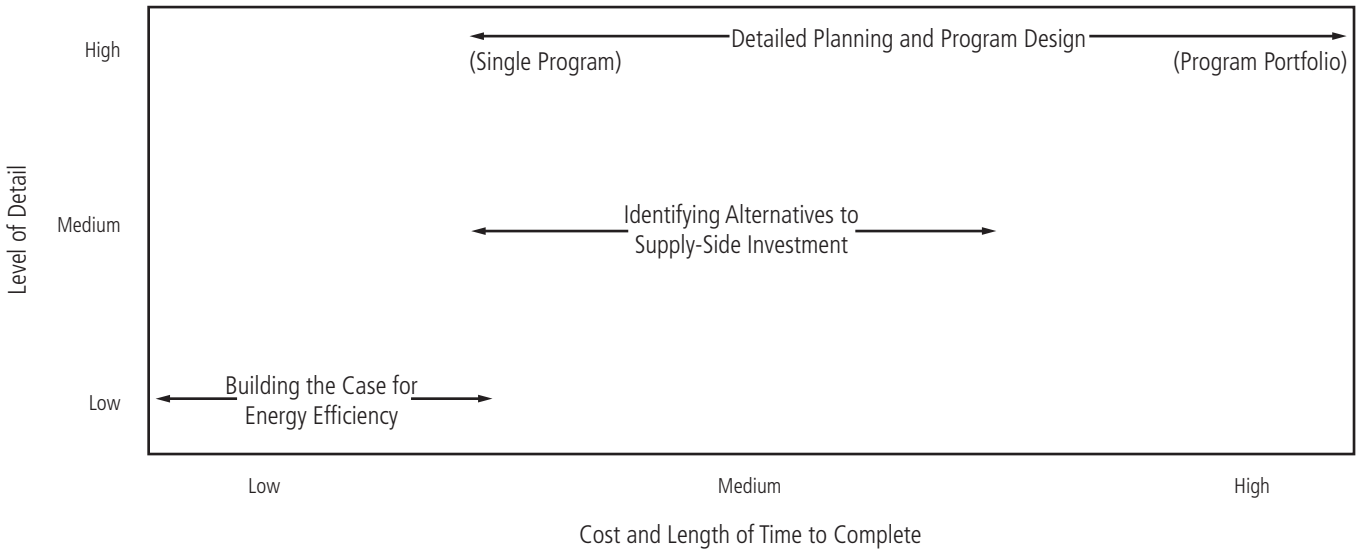 High
Detailed Planning and Program Design
(Single Program)
(Program Portfolio)
Level of Detail
Medium
Identifying Alternatives to
Supply-Side Investment
Low
Building the Case for
Energy Efficiency
Low
Medium
High
Cost and Length of Time to Complete